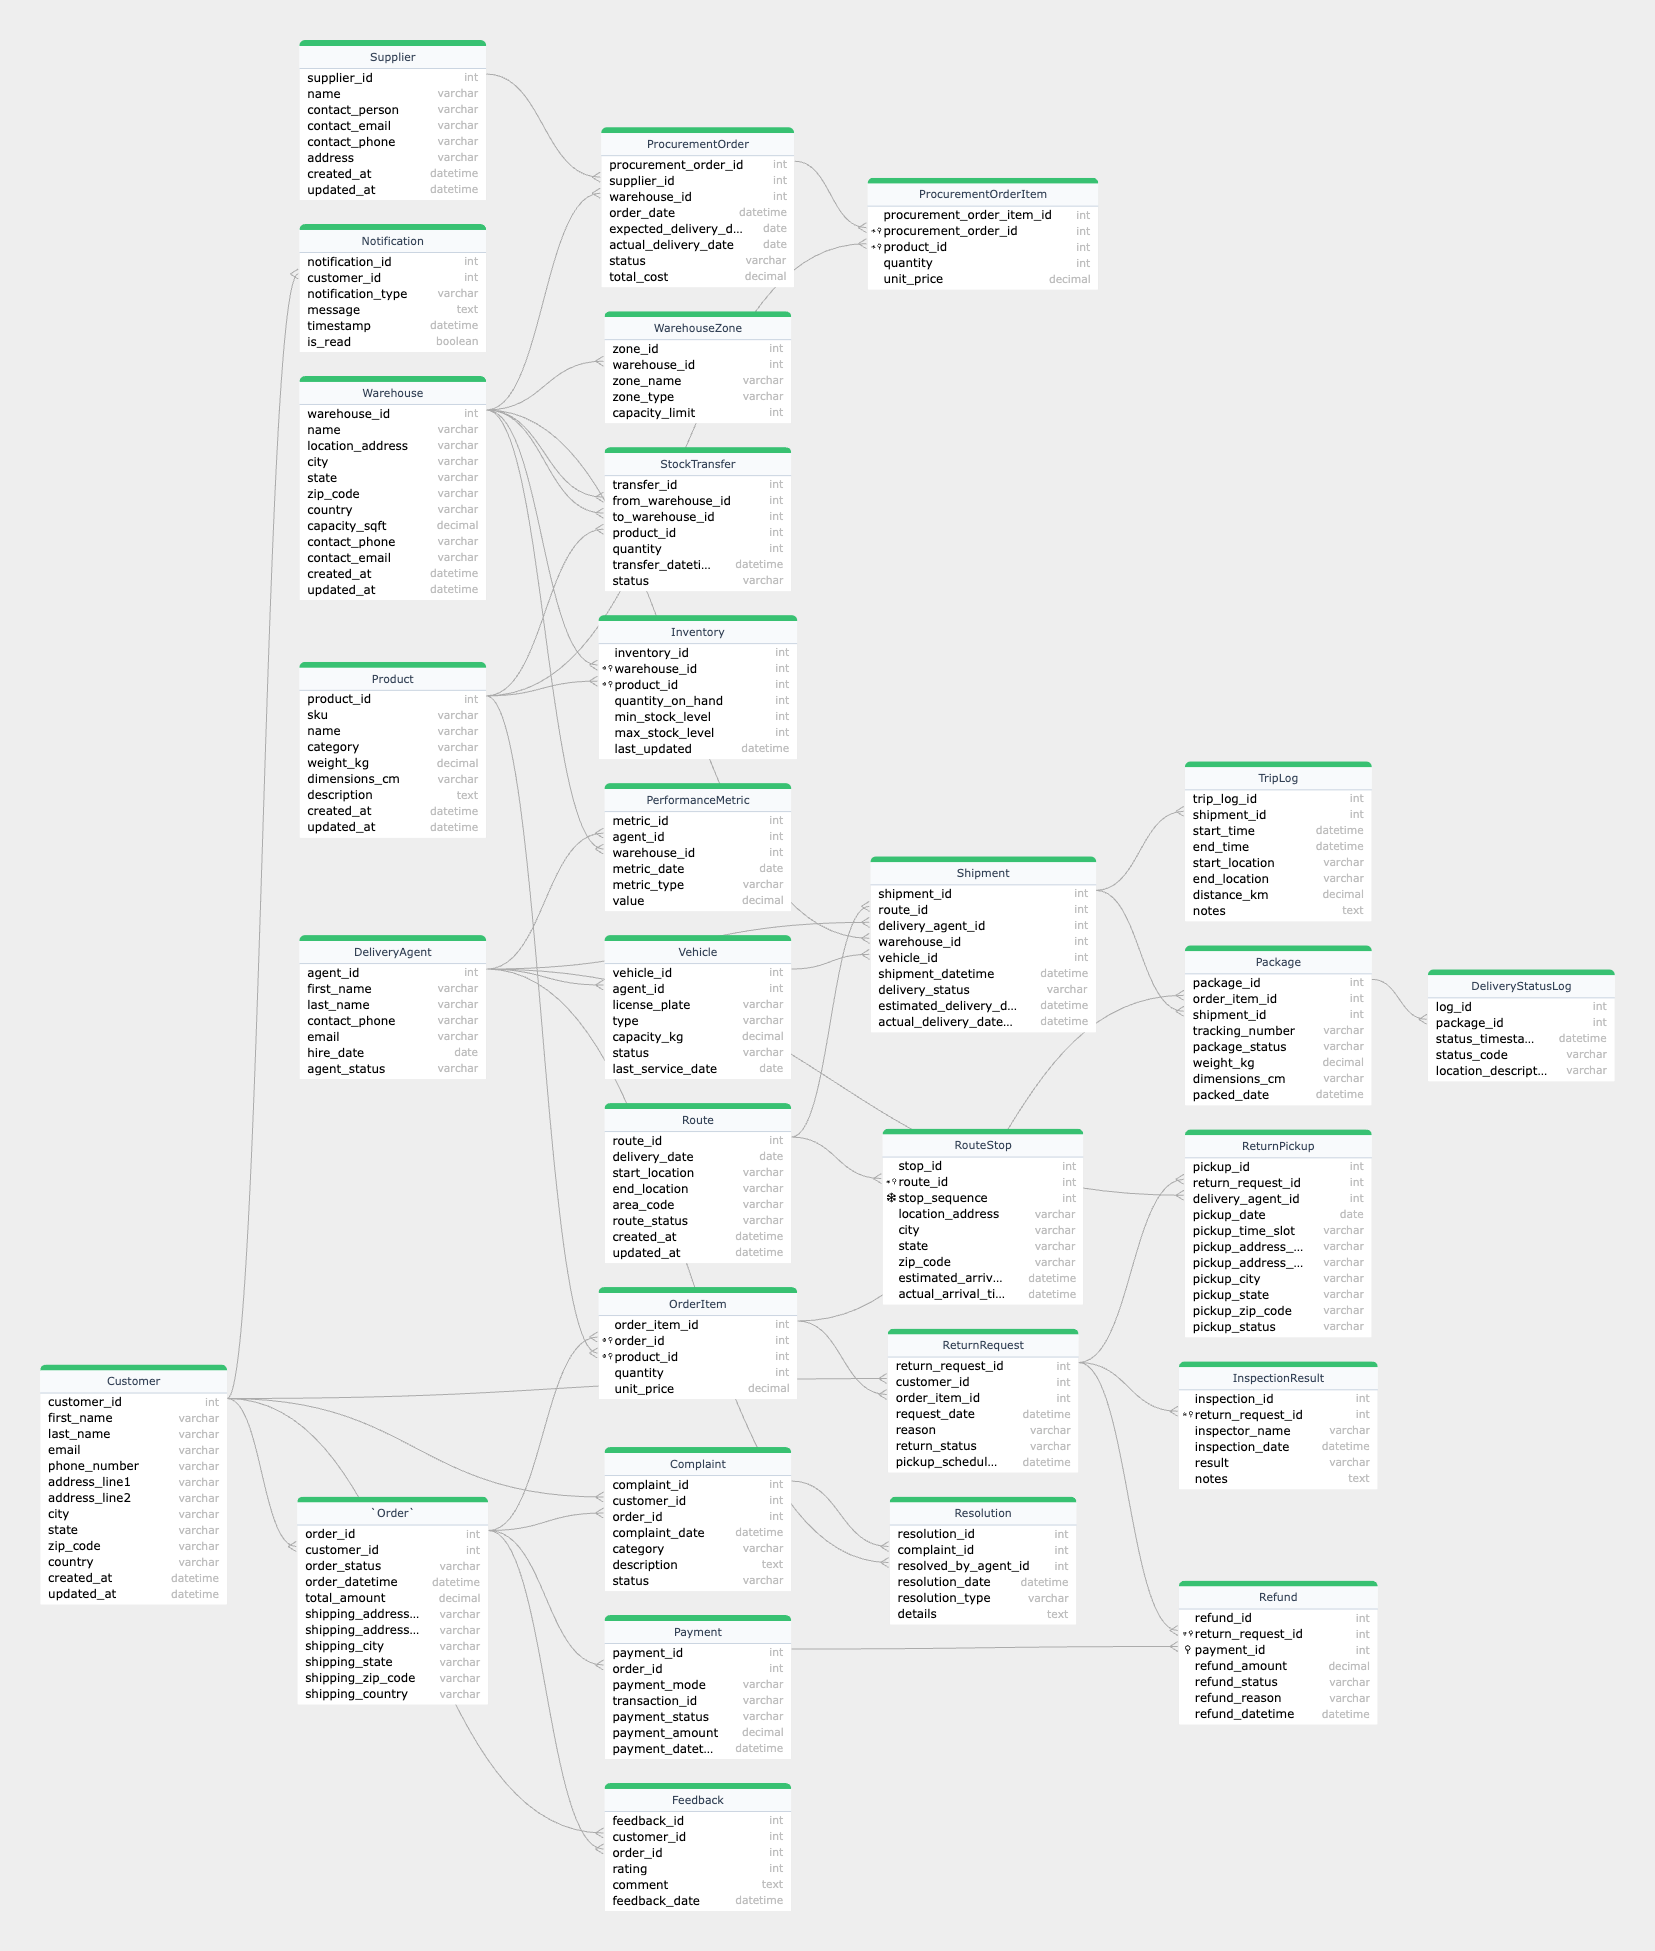 Supplier
supplier_id int
name varchar
contact_person varchar
contact_email varchar
contact_phone varchar
address varchar
created_at datetime
updated_at datetime
Notification
notification_id int
customer_id int
notification_type varchar
message text
timestamp datetime
is_read boolean
Warehouse
warehouse_id int
name varchar
location_address varchar
city varchar
state varchar
zip_code varchar
country varchar
capacity_sqft decimal
contact_phone varchar
contact_email varchar
created_at datetime
updated_at datetime
Product
product_id int
sku varchar
name varchar
category varchar
weight_kg decimal
dimensions_cm varchar
description text
created_at datetime
updated_at datetime
DeliveryAgent
agent_id int
first_name varchar
last_name varchar
contact_phone varchar
email varchar
hire_date date
agent_status varchar
Customer
customer_id int
first_name varchar
last_name varchar
email varchar
phone_number varchar
address_line1 varchar
address_line2 varchar
city varchar
state varchar
zip_code varchar
country varchar
created_at datetime
updated_at datetime
`Order`
order_id int
customer_id int
order_status varchar
order_datetime datetime
total_amount decimal
shipping_address... varchar
shipping_address... varchar
shipping_city varchar
shipping_state varchar
shipping_zip_code varchar
shipping_country varchar
ProcurementOrder
procurement_order_id int
supplier_id int
warehouse_id int
order_date datetime
expected_delivery_d... date
actual_delivery_date date
status varchar
total_cost decimal
WarehouseZone
zone_id int
warehouse_id int
zone_name varchar
zone_type varchar
capacity_limit int
StockTransfer
transfer_id int
from_warehouse_id int
to_warehouse_id int
product_id int
quantity int
transfer_dateti... datetime
status varchar
Inventory
inventory_id int
warehouse_id int
product_id int
quantity_on_hand int
min_stock_level int
max_stock_level int
last_updated datetime
PerformanceMetric
metric_id int
agent_id int
warehouse_id int
metric_date date
metric_type varchar
value decimal
Vehicle
vehicle_id int
agent_id int
license_plate varchar
type varchar
capacity_kg decimal
status varchar
last_service_date date
Route
route_id int
delivery_date date
start_location varchar
end_location varchar
area_code varchar
route_status varchar
created_at datetime
updated_at datetime
OrderItem
order_item_id int
order_id int
product_id int
quantity int
unit_price decimal
Complaint
complaint_id int
customer_id int
order_id int
complaint_date datetime
category varchar
description text
status varchar
Payment
payment_id int
order_id int
payment_mode varchar
transaction_id varchar
payment_status varchar
payment_amount decimal
payment_datet... datetime
Feedback
feedback_id int
customer_id int
order_id int
rating int
comment text
feedback_date datetime
ProcurementOrderItem
procurement_order_item_id int
procurement_order_id int
product_id int
quantity int
unit_price decimal
Shipment
shipment_id int
route_id int
delivery_agent_id int
warehouse_id int
vehicle_id int
shipment_datetime datetime
delivery_status varchar
estimated_delivery_d... datetime
actual_delivery_date... datetime
RouteStop
stop_id int
route_id int
stop_sequence int
location_address varchar
city varchar
state varchar
zip_code varchar
estimated_arriv... datetime
actual_arrival_ti... datetime
ReturnRequest
return_request_id int
customer_id int
order_item_id int
request_date datetime
reason varchar
return_status varchar
pickup_schedul... datetime
Resolution
resolution_id int
complaint_id int
resolved_by_agent_id int
resolution_date datetime
resolution_type varchar
details text
TripLog
trip_log_id int
shipment_id int
start_time datetime
end_time datetime
start_location varchar
end_location varchar
distance_km decimal
notes text
Package
package_id int
order_item_id int
shipment_id int
tracking_number varchar
package_status varchar
weight_kg decimal
dimensions_cm varchar
packed_date datetime
ReturnPickup
pickup_id int
return_request_id int
delivery_agent_id int
pickup_date date
pickup_time_slot varchar
pickup_address_... varchar
pickup_address_... varchar
pickup_city varchar
pickup_state varchar
pickup_zip_code varchar
pickup_status varchar
InspectionResult
inspection_id int
return_request_id int
inspector_name varchar
inspection_date datetime
result varchar
notes text
Refund
refund_id int
return_request_id int
payment_id int
refund_amount decimal
refund_status varchar
refund_reason varchar
refund_datetime datetime
DeliveryStatusLog
log_id int
package_id int
status_timesta... datetime
status_code varchar
location_descript... varchar